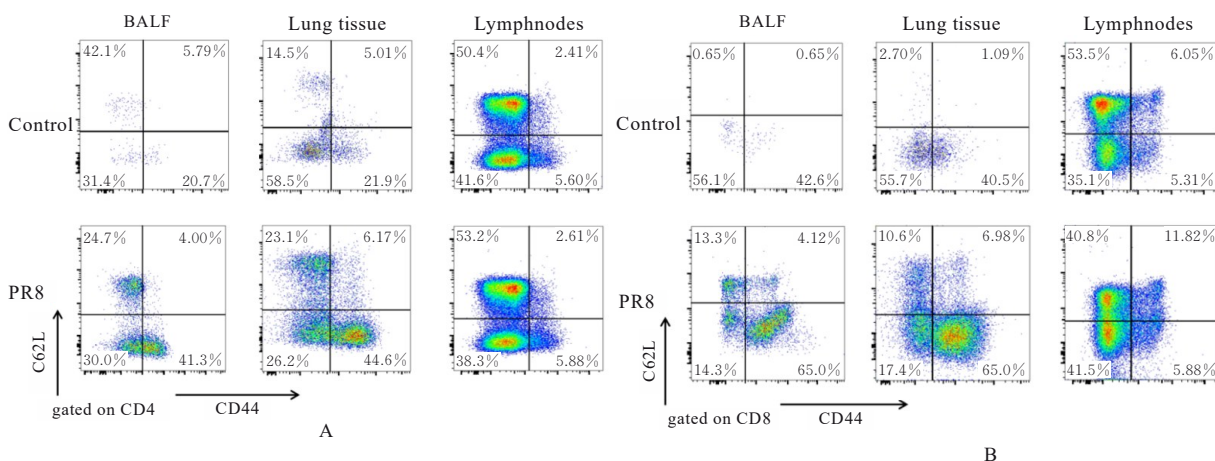 BALF
Lung tissue
Lymphnodes
42.1%
5.79%
14.5%
5.01%
50.4%
2.41%
Control
31.4%
20.7%
58.5%
21.9%
41.6%
5.60%
24.7%
4.00%
23.1%
6.17%
53.2%
2.61%
PR8
30.0%
41.3%
26.2%
44.6%
38.3%
5.88%
C62L
gated on CD4
CD44
A
BALF
Lung tissue
Lymphnodes
0.65%
0.65%
2.70%
1.09%
53.5%
6.05%
Control
56.1%
42.6%
55.7%
40.5%
35.1%
5.31%
13.3%
4.12%
10.6%
6.98%
40.8%
11.82%
PR8
14.3%
65.0%
17.4%
65.0%
41.5%
5.88%
C62L
gated on CD8
CD44
B